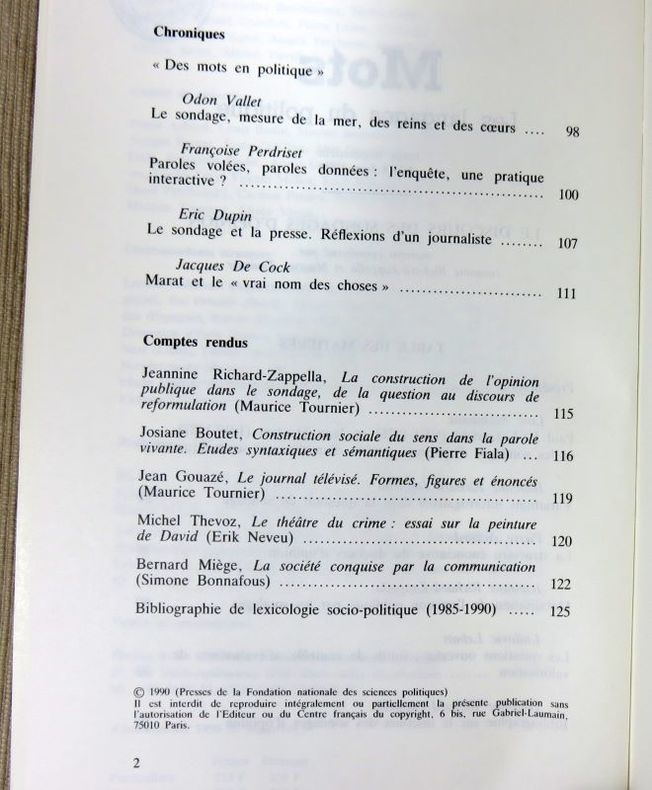 Chroniques
« Des mots en politique »
Odon Vallet
Le sondage, mesure de la mer, des reins et des cœurs .... 98
Françoise Perdriset
Paroles volées, paroles données : l'enquête, une pratique
interactive ? .................................................. 100
Eric Dupin
Le sondage et la presse. Réflexions d'un journaliste ........ 107
Jacques De Cock
Marat et le « vrai nom des choses » ....................... 111
Comptes rendus
Jeannine Richard-Zappella, La construction de l'opinion
publique dans le sondage, de la question au discours de
reformulation (Maurice Tournier) ........................... 115
Josiane Boutet, Construction sociale du sens dans la parole
vivante. Etudes syntaxiques et sémantiques (Pierre Fiala) ... 116
Jean Gouazé, Le journal télévisé. Formes, figures et énoncés
(Maurice Tournier) .......................................... 119
Michel Thevoz, Le théâtre du crime : essai sur la peinture
de David (Erik Neveu) ..................................... 120
Bernard Miège, La société conquise par la communication
(Simone Bonnafous) ........................................ 122
Bibliographie de lexicologie socio-politique (1985-1990) ..... 125
© 1990 (Presses de la Fondation nationale des sciences politiques)
Il est interdit de reproduire intégralement ou partiellement la présente publication sans
l'autorisation de l'Editeur ou du Centre français du copyright, 6 bis, rue Gabriel-Laumain,
75010 Paris.
2